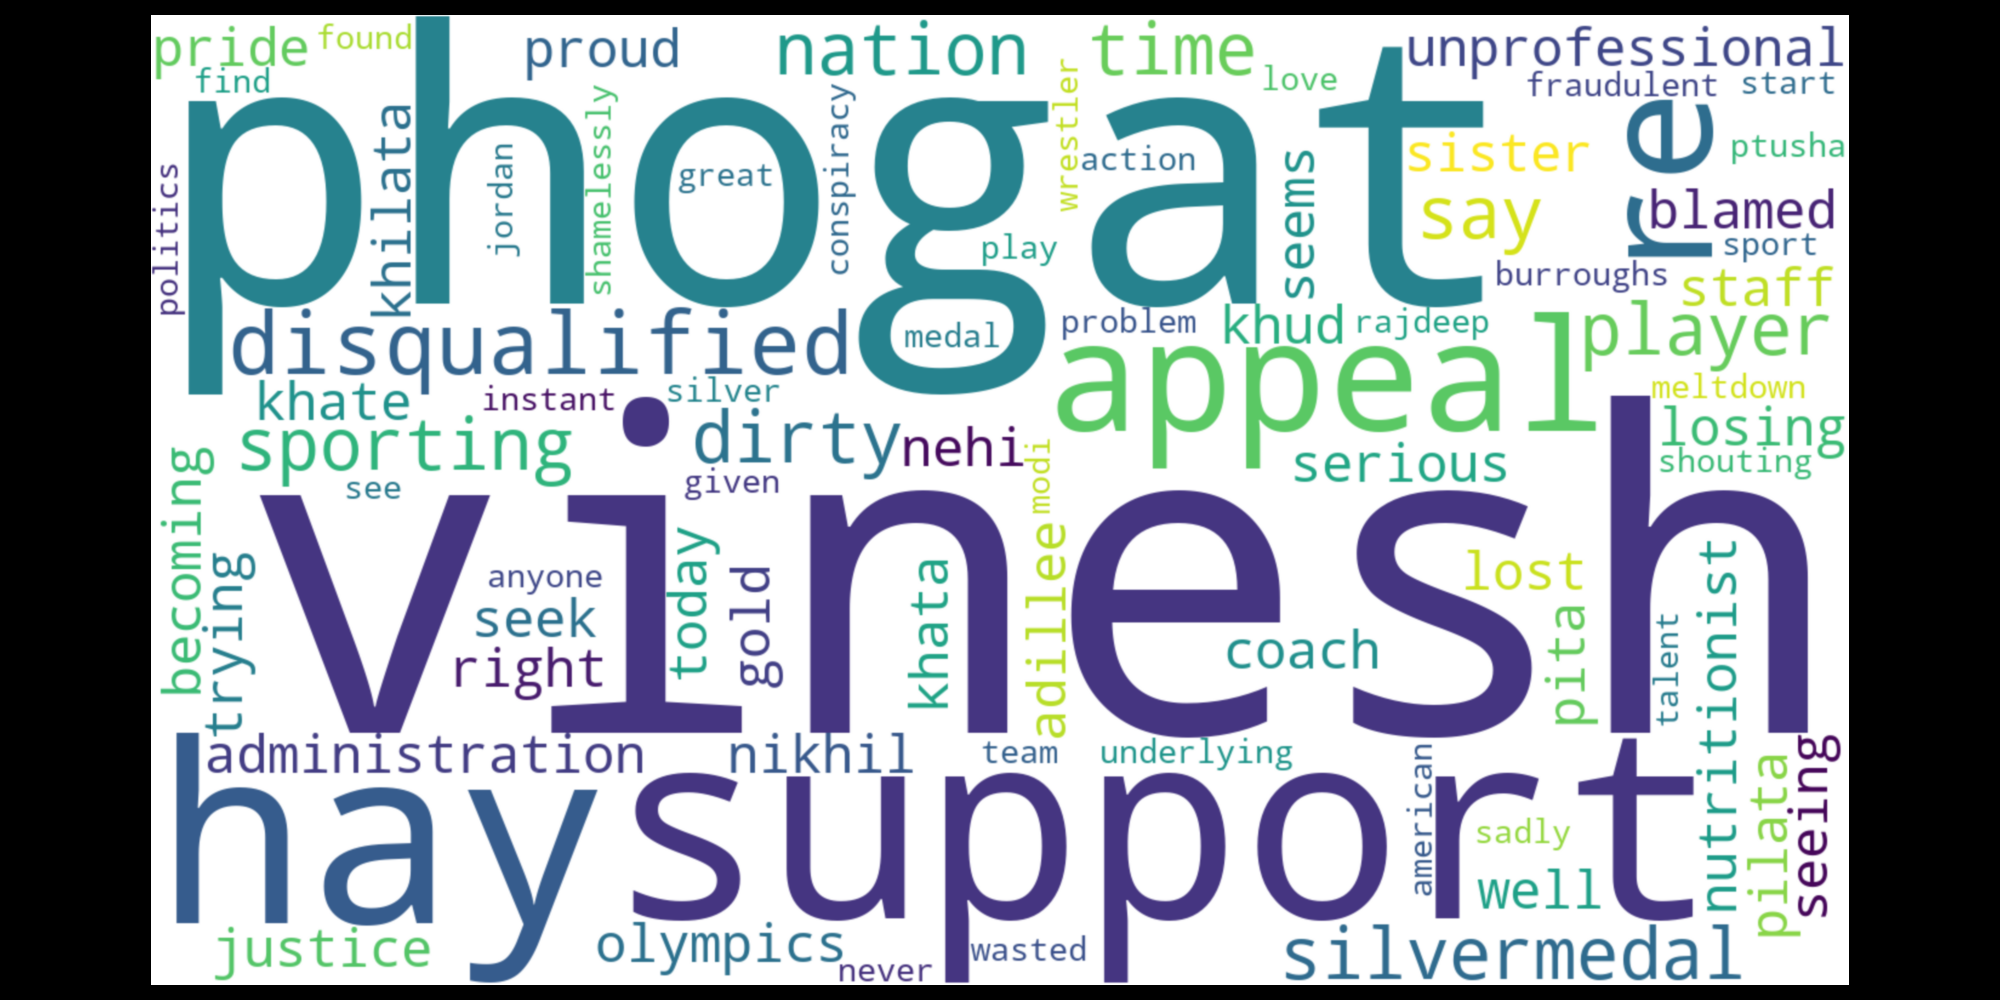 pride
found
proud
nation
time
unprofessional
find
love
fraudulent
start
phogat
khilata
jordan
shamelessly
great
conspiracy
wrestler
action
seems
sister
re
ptusha
politics
say
blamed
play
sport
burroughs
staff
disqualified
medal
problem
khud
rajdeep
player
appeal
khate
instant
silver
meltdown
sporting
dirty
nehi
modi
serious
losing
shouting
becoming
see
given
vinesh
trying
anyone
seek
right
today
gold
khata
adillee
coach
lost
pita
talent
nutritionist
administration
nikhil
team
underlying
american
seeing
hay
support
sadly
well
pilata
justice
olympics
never
wasted
silvermedal